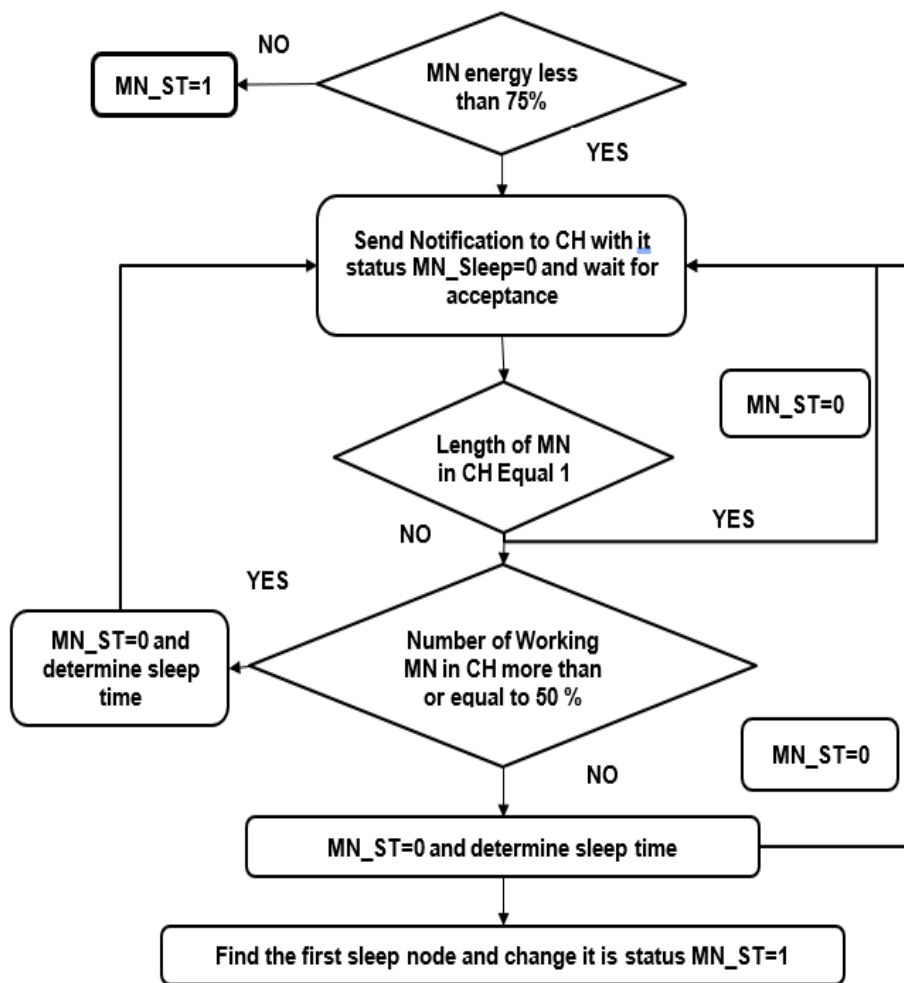 NO
MN energy less
than 75%
MN_ST=1
YES
Send Notification to CH with it
status MN_Sleep=0 and wait for
acceptance
MN_ST=0
Length of MN
in CH Equal 1
YES
NO
YES
Number of Working
MN in CH more than
or equal to 50 %
MN_ST=0 and
determine sleep
time
MN_ST=0
NO
MN_ST=0 and determine sleep time
Find the first sleep node and change it is status MN_ST=1